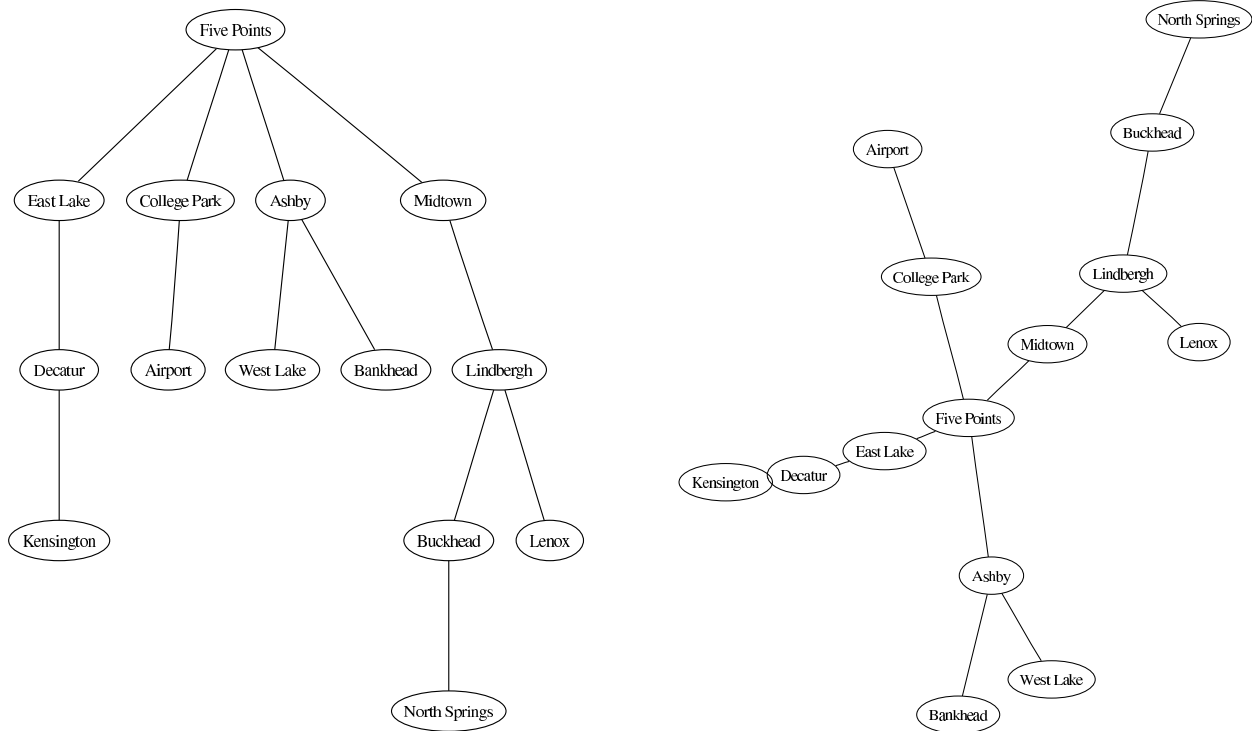 Five Points
East Lake
College Park
Ashby
Midtown
Decatur
Airport
West Lake
Bankhead
Lindbergh
Kensington
Buckhead
Lenox
North Springs
North Springs
Buckhead
Airport
College Park
Lindbergh
Midtown
Lenox
Five Points
East Lake
Decatur
Kensington
Ashby
West Lake
Bankhead